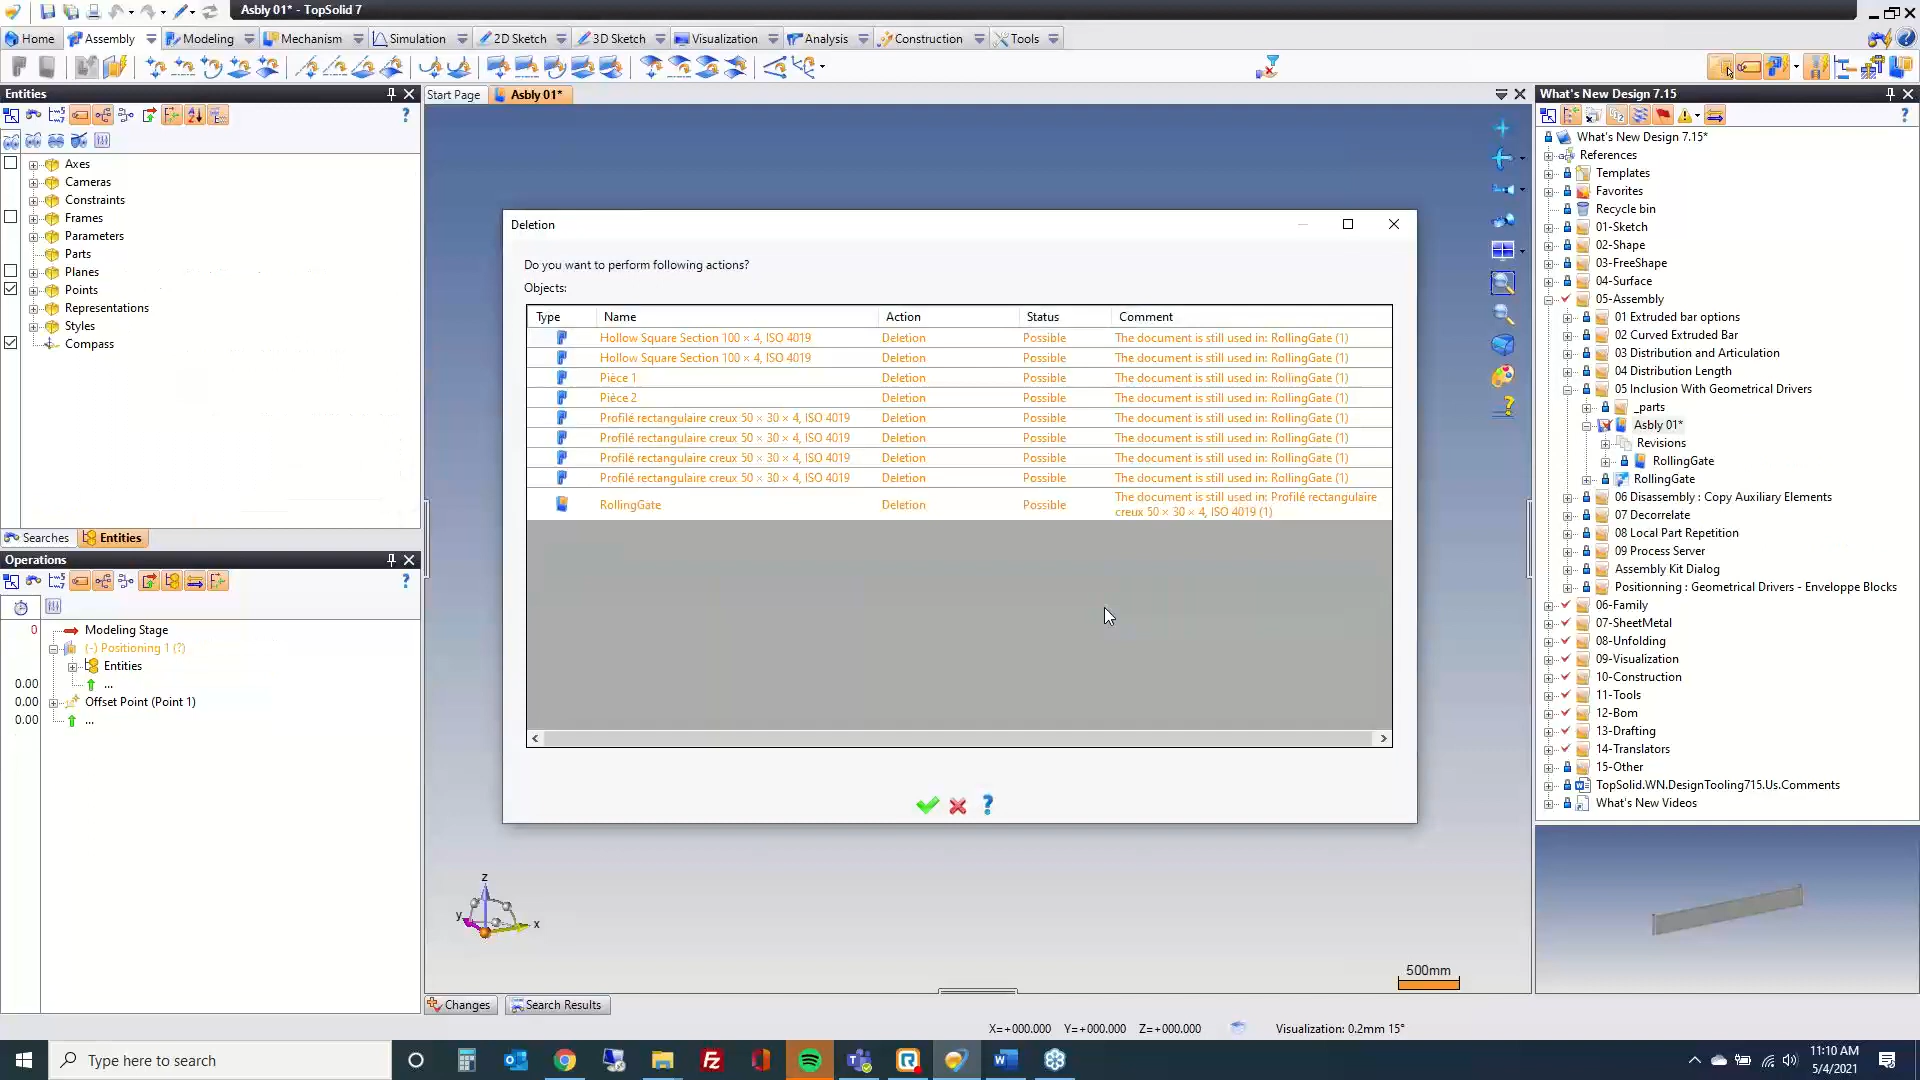 Asbly 01* - TopSolid 7
Home Assembly Modeling Mechanism Simulation 2D Sketch 3D Sketch Visualization Analysis Construction Tools
Entities
Start Page Asbly 01*
What's New Design 7.15
Axes
Cameras
Constraints
Frames
Parameters
Parts
Planes
Points
Representations
Styles
Compass
Searches Entities
Operations
0 Modeling Stage
(-) Positioning 1 (?)
Entities
0.00 ...
0.00 Offset Point (Point 1)
0.00 ...
Deletion
Do you want to perform following actions?
Objects:
Type Name Action Status Comment
Hollow Square Section 100 × 4, ISO 4019 Deletion Possible The document is still used in: RollingGate (1)
Hollow Square Section 100 × 4, ISO 4019 Deletion Possible The document is still used in: RollingGate (1)
Pièce 1 Deletion Possible The document is still used in: RollingGate (1)
Pièce 2 Deletion Possible The document is still used in: RollingGate (1)
Profilé rectangulaire creux 50 × 30 × 4, ISO 4019 Deletion Possible The document is still used in: RollingGate (1)
Profilé rectangulaire creux 50 × 30 × 4, ISO 4019 Deletion Possible The document is still used in: RollingGate (1)
Profilé rectangulaire creux 50 × 30 × 4, ISO 4019 Deletion Possible The document is still used in: RollingGate (1)
Profilé rectangulaire creux 50 × 30 × 4, ISO 4019 Deletion Possible The document is still used in: RollingGate (1)
RollingGate Deletion Possible The document is still used in: Profilé rectangulaire
creux 50 × 30 × 4, ISO 4019 (1)
z
y
x
500mm
What's New Design 7.15*
References
Templates
Favorites
Recycle bin
01-Sketch
02-Shape
03-FreeShape
04-Surface
05-Assembly
01 Extruded bar options
02 Curved Extruded Bar
03 Distribution and Articulation
04 Distribution Length
05 Inclusion With Geometrical Drivers
_parts
Asbly 01*
Revisions
RollingGate
RollingGate
06 Disassembly : Copy Auxiliary Elements
07 Decorrelate
08 Local Part Repetition
09 Process Server
Assembly Kit Dialog
Positionning : Geometrical Drivers - Enveloppe Blocks
06-Family
07-SheetMetal
08-Unfolding
09-Visualization
10-Construction
11-Tools
12-Bom
13-Drafting
14-Translators
15-Other
TopSolid.WN.DesignTooling715.Us.Comments
What's New Videos
Changes Search Results
X=+000.000 Y=+000.000 Z=+000.000 Visualization: 0.2mm 15°
Type here to search
11:10 AM
5/4/2021